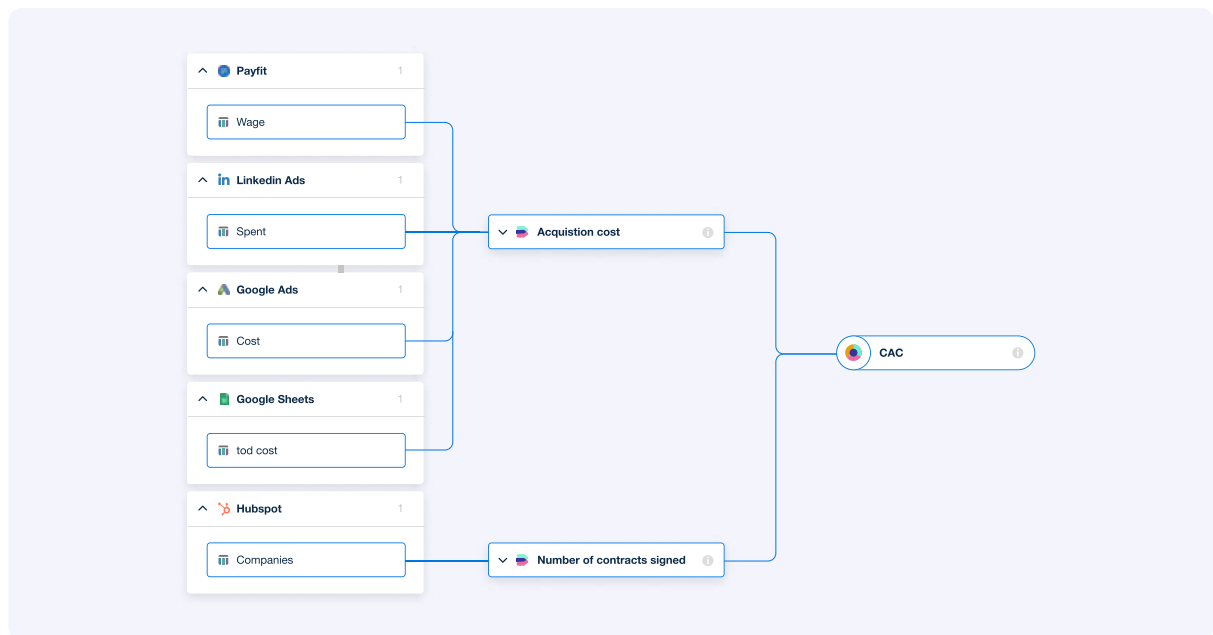 Payfit 1
Wage
Linkedin Ads 1
Spent
Google Ads 1
Cost
Google Sheets 1
tod cost
Hubspot 1
Companies
Acquistion cost
Number of contracts signed
CAC